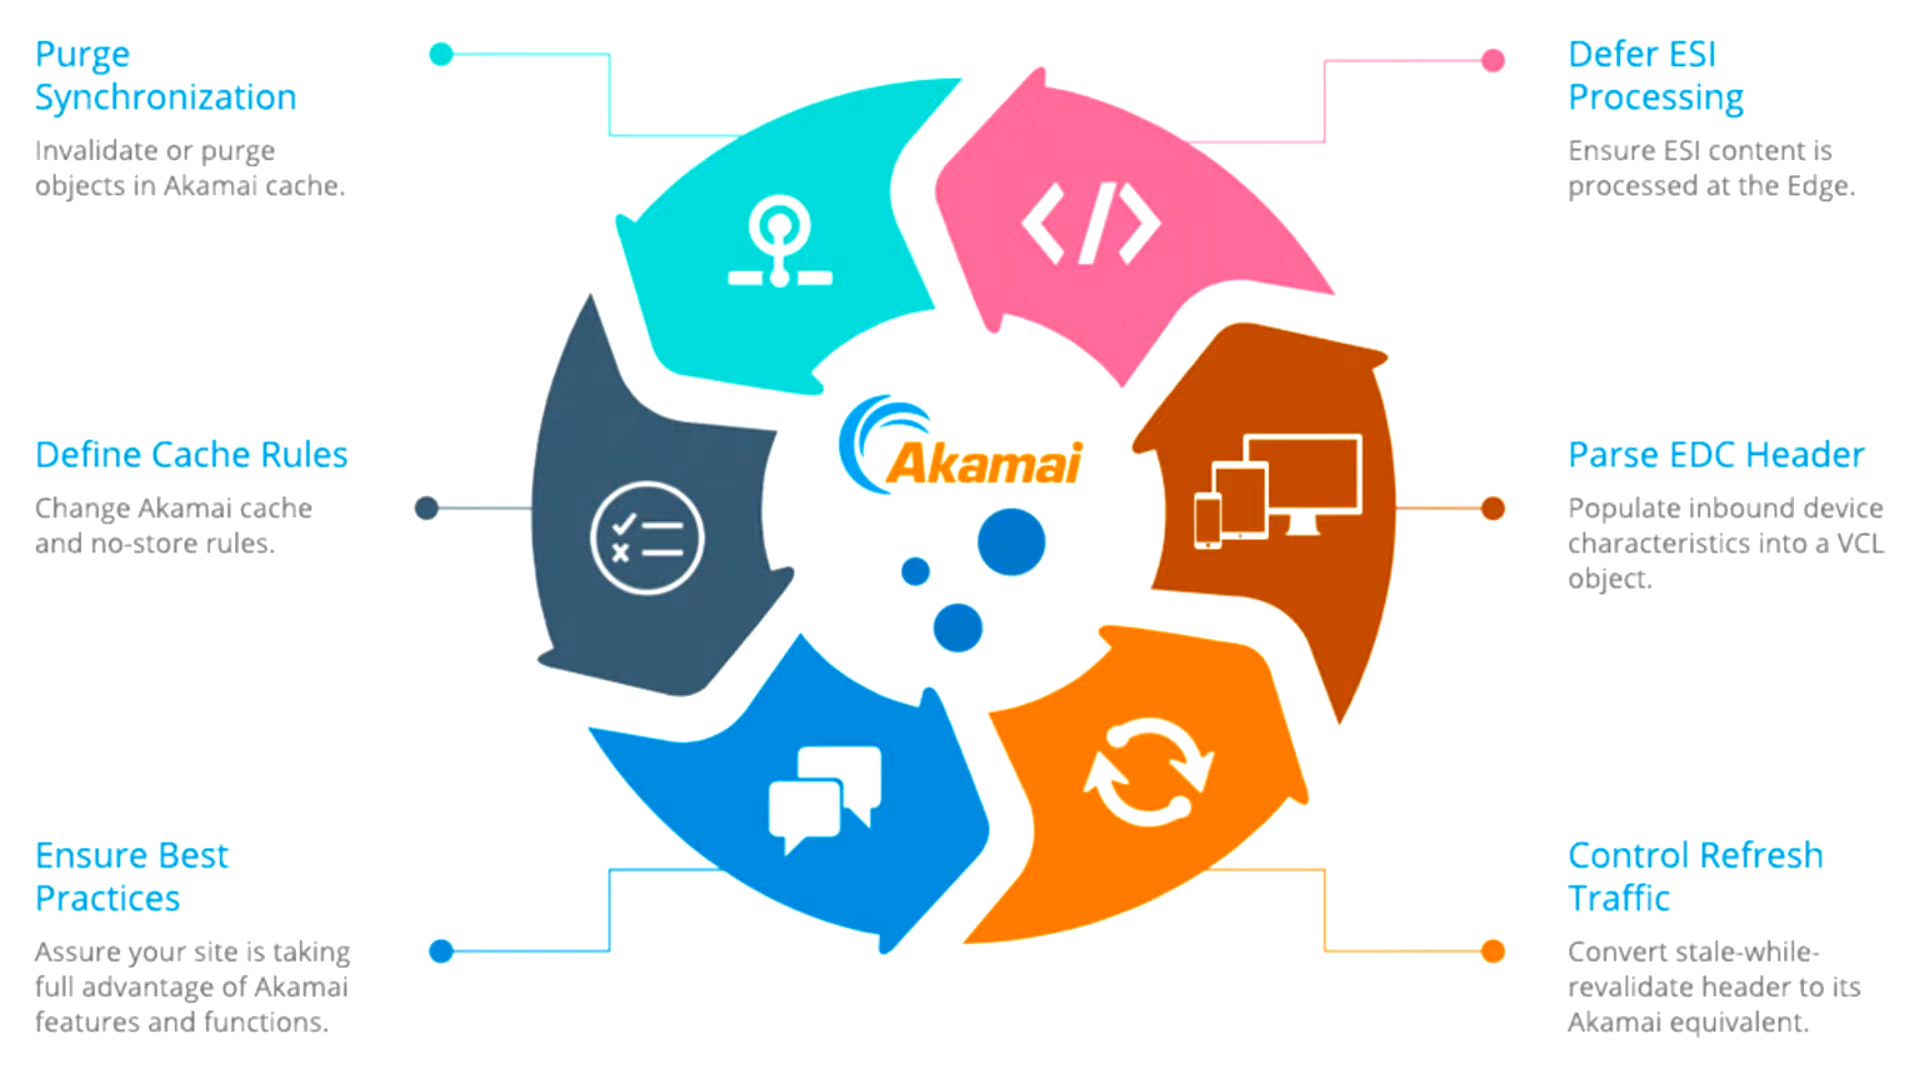 Purge
Synchronization
Invalidate or purge
objects in Akamai cache.
Define Cache Rules
Change Akamai cache
and no-store rules.
Ensure Best
Practices
Assure your site is taking
full advantage of Akamai
features and functions.
</>
Akamai
Defer ESI
Processing
Ensure ESI content is
processed at the Edge.
Parse EDC Header
Populate inbound device
characteristics into a VCL
object.
Control Refresh
Traffic
Convert stale-while-
revalidate header to its
Akamai equivalent.